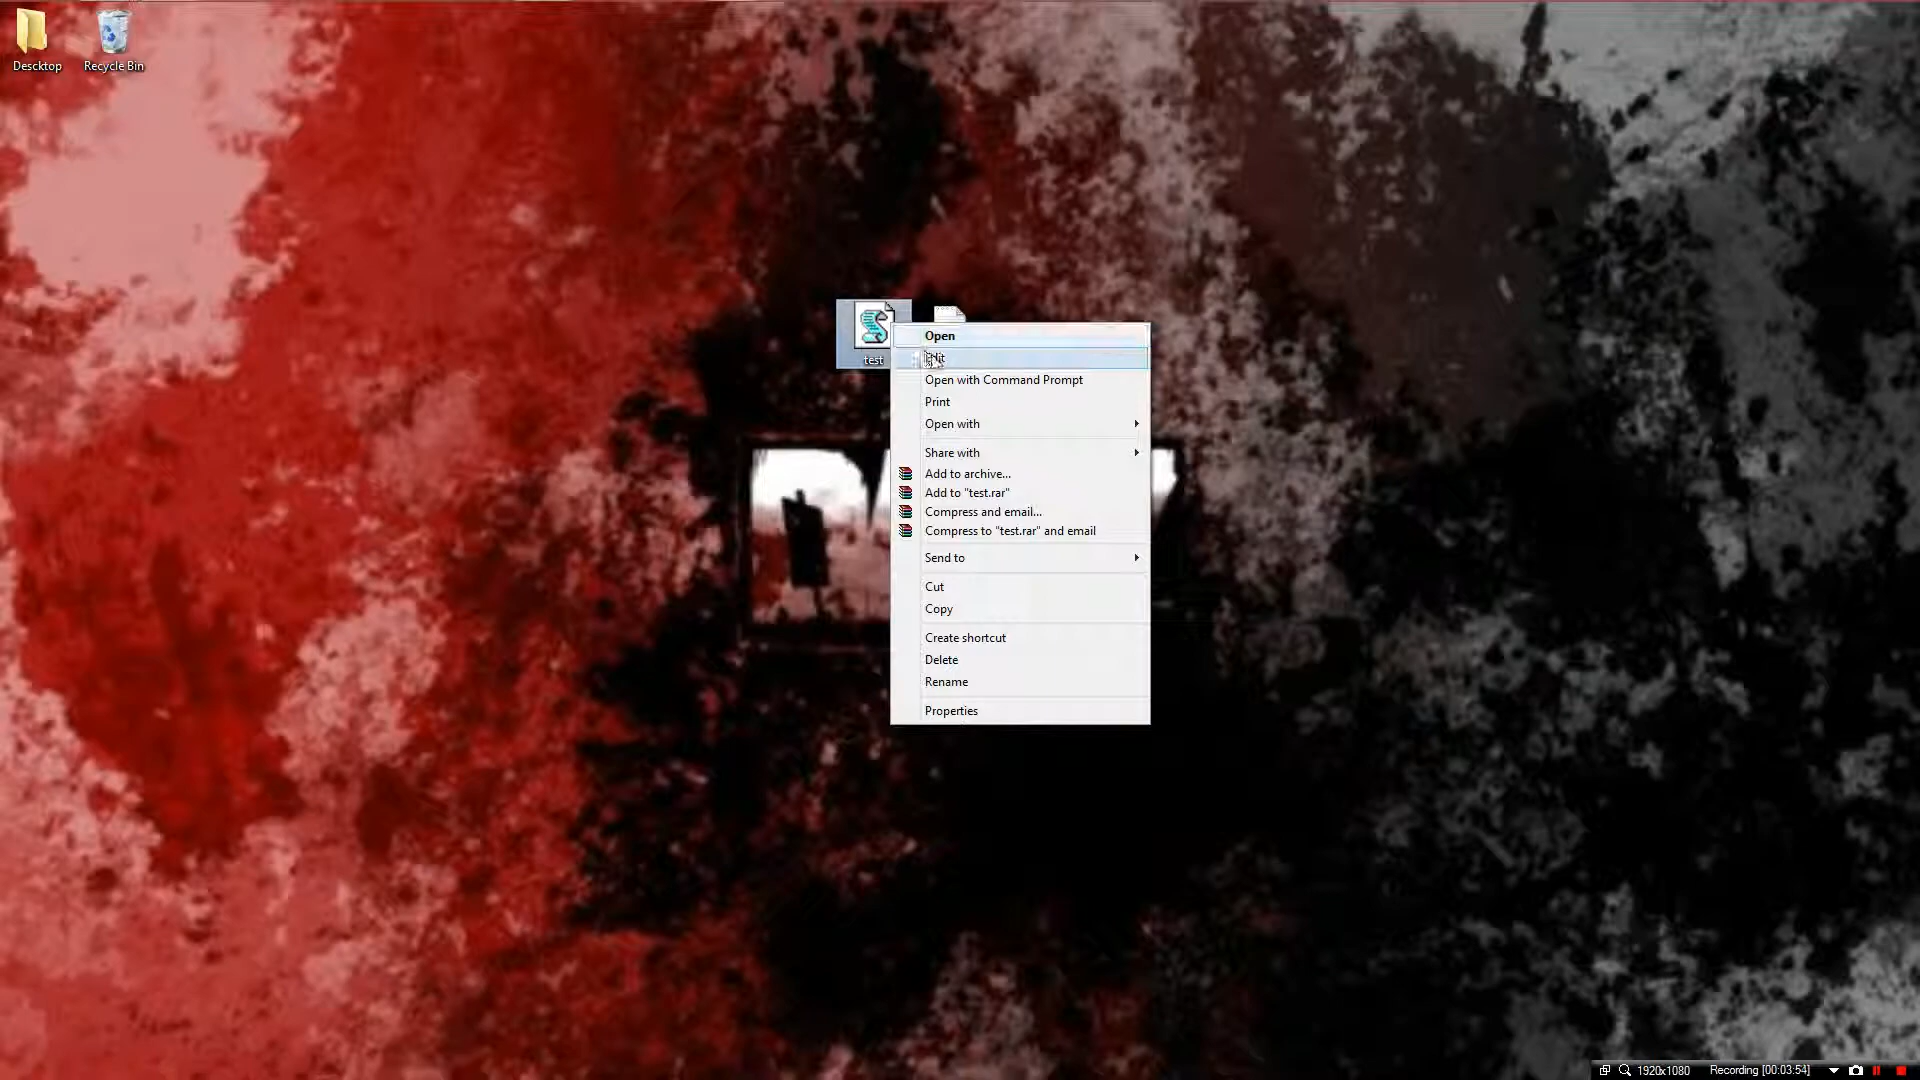 Descktop
Recycle Bin
test
Open
Edit
Open with Command Prompt
Print
Open with
Share with
Add to archive...
Add to "test.rar"
Compress and email...
Compress to "test.rar" and email
Send to
Cut
Copy
Create shortcut
Delete
Rename
Properties
1920x1080 Recording [00:03:54]